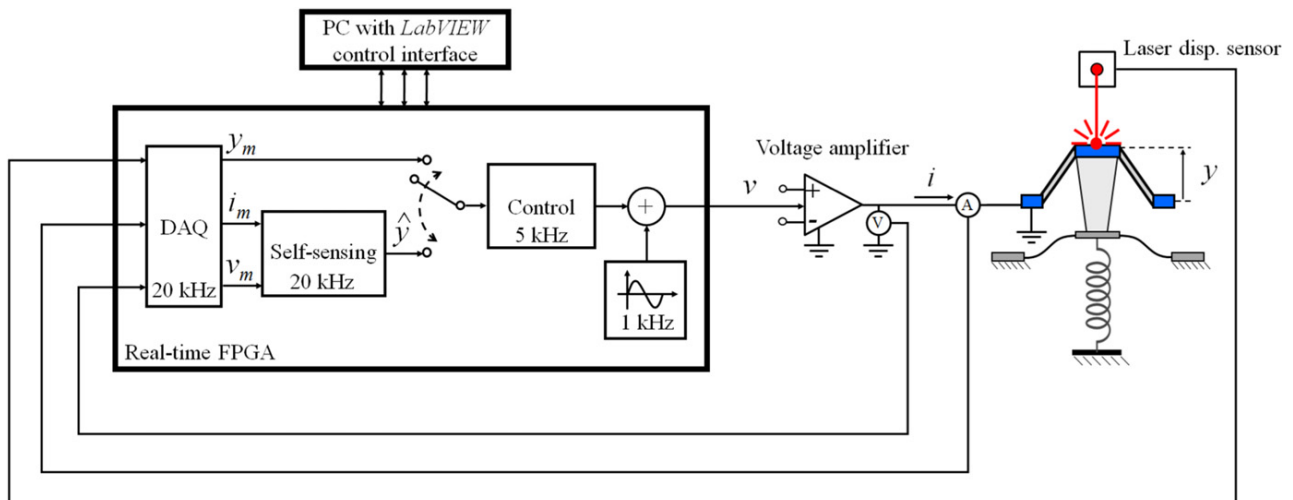 PC with LabVIEW
control interface
Laser disp. sensor
y_m
i_m
v_m
DAQ
20 kHz
Self-sensing
20 kHz
ŷ
Control
5 kHz
+
1 kHz
Real-time FPGA
Voltage amplifier
v
+
-
V
i
A
y